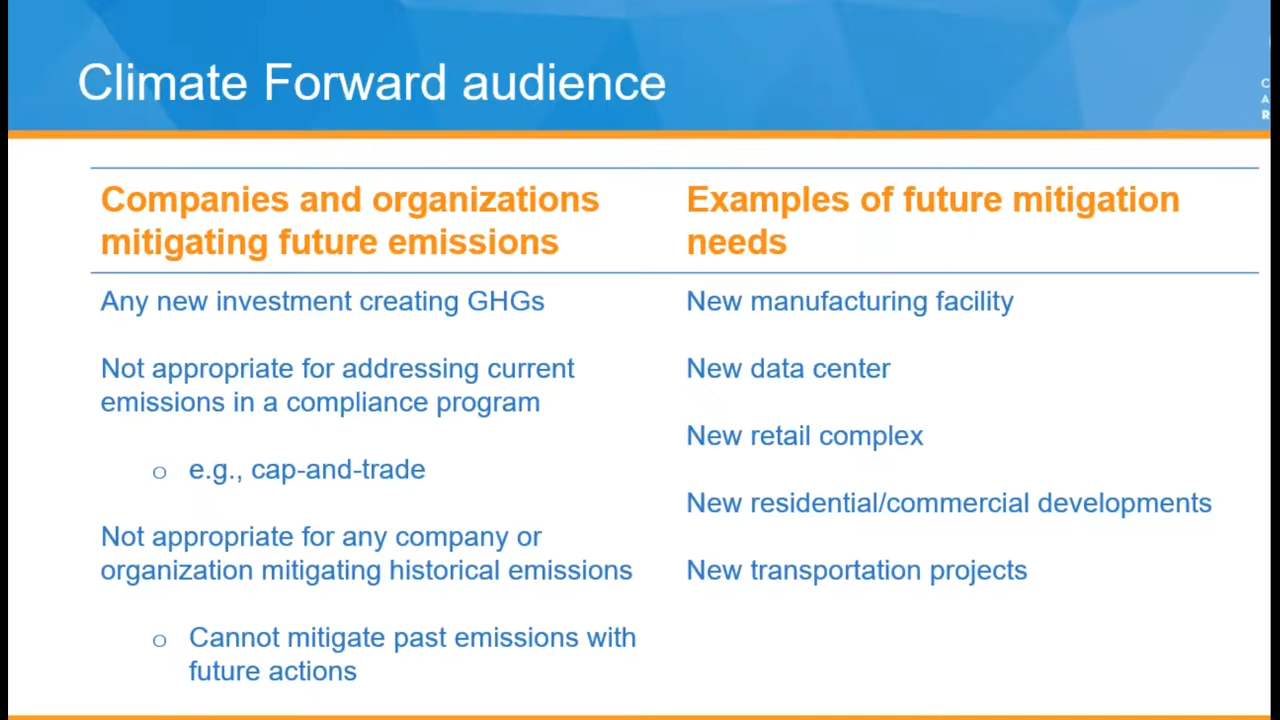 Climate Forward audience
C
A
R
Companies and organizations
mitigating future emissions
Any new investment creating GHGs
Not appropriate for addressing current
emissions in a compliance program
o e.g., cap-and-trade
Not appropriate for any company or
organization mitigating historical emissions
o Cannot mitigate past emissions with
future actions
Examples of future mitigation
needs
New manufacturing facility
New data center
New retail complex
New residential/commercial developments
New transportation projects